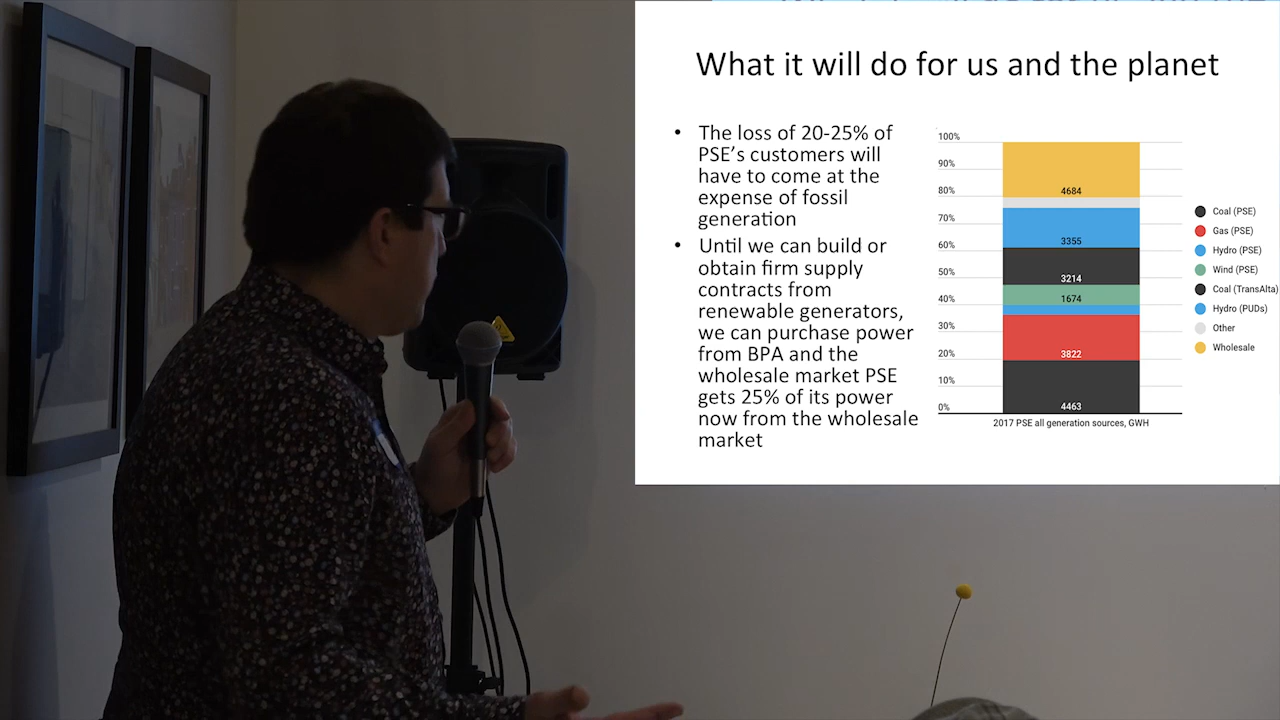 What it will do for us and the planet
• The loss of 20-25% of
PSE’s customers will
have to come at the
expense of fossil
generation
• Until we can build or
obtain firm supply
contracts from
renewable generators,
we can purchase power
from BPA and the
wholesale market PSE
gets 25% of its power
now from the wholesale
market
100%
90%
80%
70%
60%
50%
40%
30%
20%
10%
0%
4684
3355
3214
1674
3822
4463
2017 PSE all generation sources, GWH
Coal (PSE)
Gas (PSE)
Hydro (PSE)
Wind (PSE)
Coal (TransAlta)
Hydro (PUDs)
Other
Wholesale